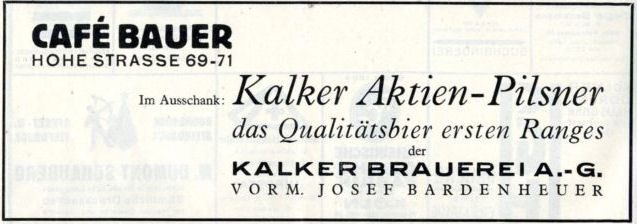 CAFÉ BAUER
HOHE STRASSE 69-71
Im Ausschank: Kalker Aktien-Pilsner
das Qualitätsbier ersten Ranges
der
KALKER BRAUEREI A.-G.
VORM. JOSEF BARDENHEUER